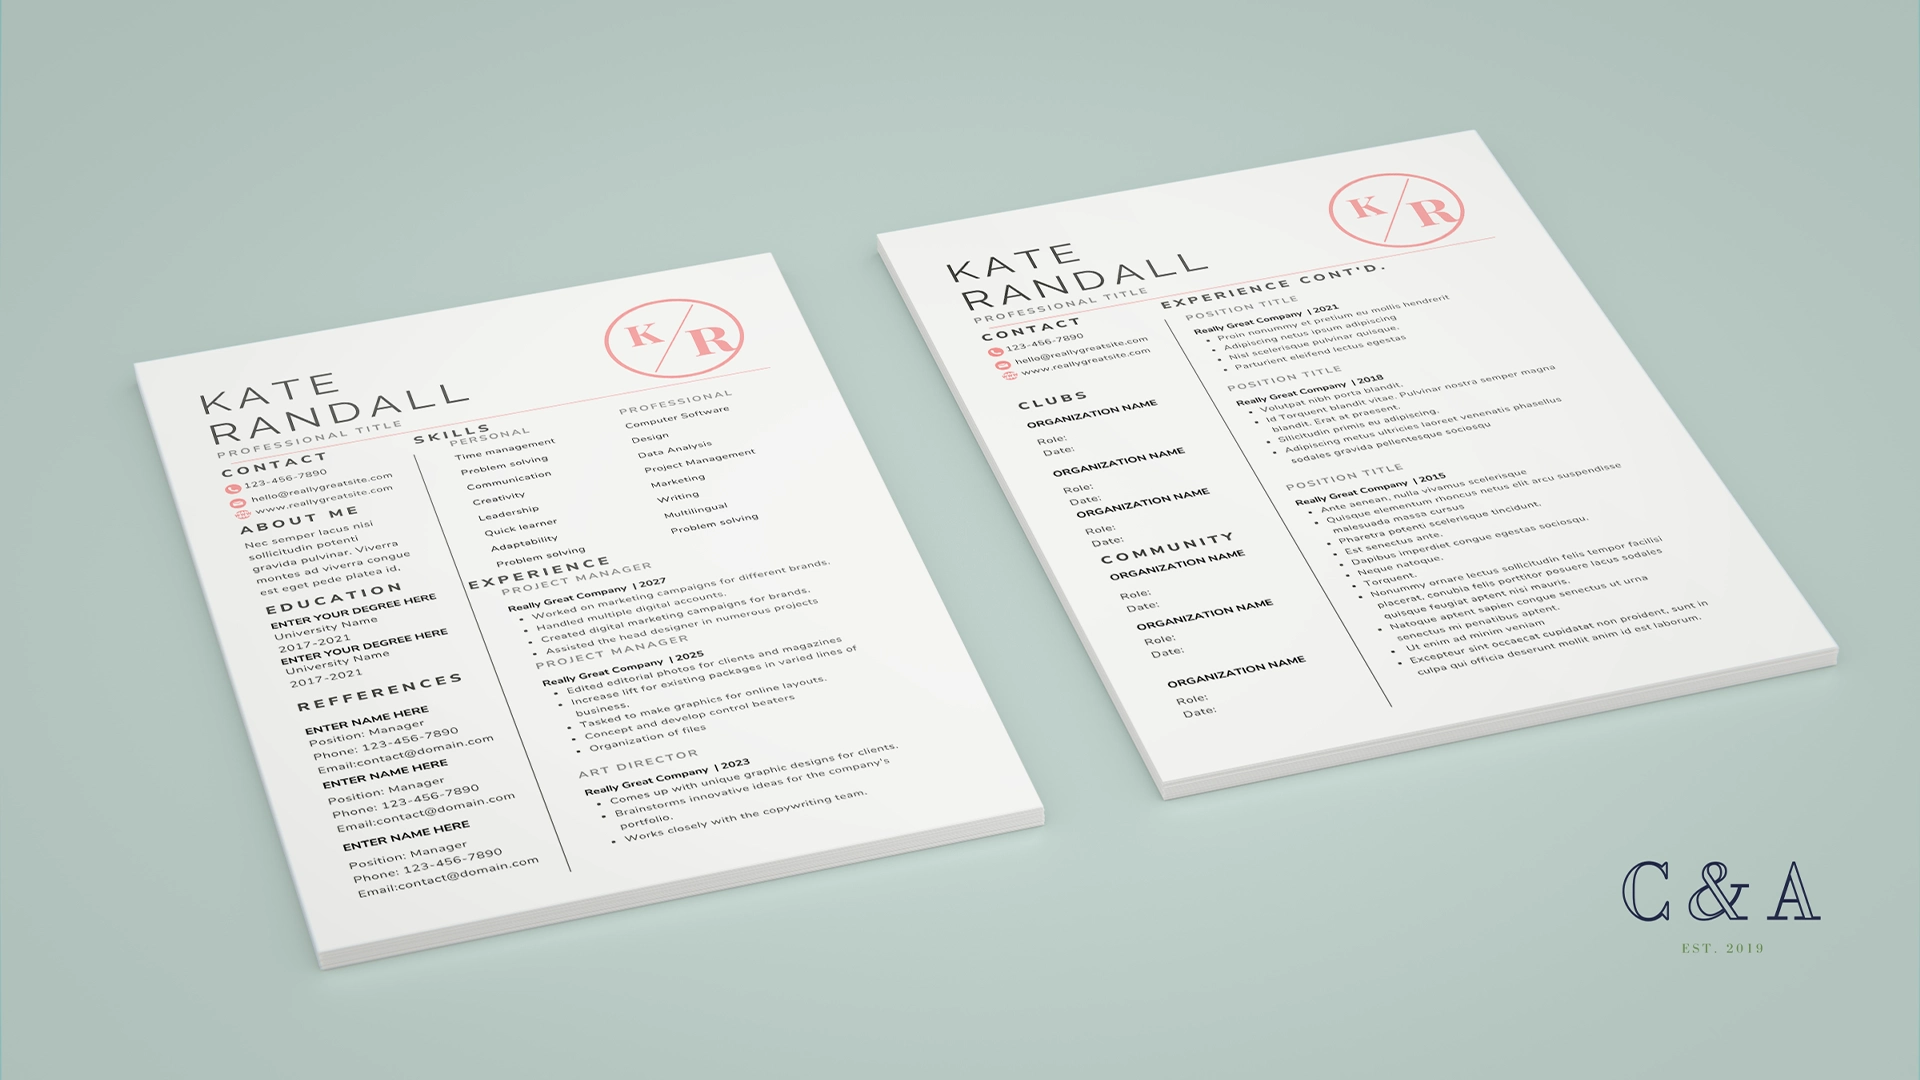 KATE
RANDALL
PROFESSIONAL TITLE
K/R
CONTACT
123-456-7890
hello@reallygreatsite.com
www.reallygreatsite.com
ABOUT ME
Nec semper lacus nisi
sollicitudin potenti
gravida pulvinar. Viverra
montes ad viverra congue
est eget pede platea id.
EDUCATION
ENTER YOUR DEGREE HERE
University Name
2017-2021
ENTER YOUR DEGREE HERE
University Name
2017-2021
REFFERENCES
ENTER NAME HERE
Position: Manager
Phone: 123-456-7890
Email:contact@domain.com
ENTER NAME HERE
Position: Manager
Phone: 123-456-7890
Email:contact@domain.com
ENTER NAME HERE
Position: Manager
Phone: 123-456-7890
Email:contact@domain.com
SKILLS
PERSONAL
Time management
Problem solving
Communication
Creativity
Leadership
Quick learner
Adaptability
Problem solving
PROFESSIONAL
Computer Software
Design
Data Analysis
Project Management
Marketing
Writing
Multilingual
Problem solving
EXPERIENCE
PROJECT MANAGER
Really Great Company | 2027
• Worked on marketing campaigns for different brands.
• Handled multiple digital accounts.
• Created digital marketing campaigns for brands.
• Assisted the head designer in numerous projects
PROJECT MANAGER
Really Great Company | 2025
• Edited editorial photos for clients and magazines
• Increase lift for existing packages in varied lines of
business.
• Tasked to make graphics for online layouts.
• Concept and develop control beaters
• Organization of files
ART DIRECTOR
Really Great Company | 2023
• Comes up with unique graphic designs for clients.
• Brainstorms innovative ideas for the company's
portfolio.
• Works closely with the copywriting team.
KATE
RANDALL
PROFESSIONAL TITLE
K/R
CONTACT
123-456-7890
hello@reallygreatsite.com
www.reallygreatsite.com
CLUBS
ORGANIZATION NAME
Role:
Date:
ORGANIZATION NAME
Role:
Date:
ORGANIZATION NAME
Role:
Date:
COMMUNITY
ORGANIZATION NAME
Role:
Date:
ORGANIZATION NAME
Role:
Date:
ORGANIZATION NAME
Role:
Date:
EXPERIENCE CONT'D.
POSITION TITLE
Really Great Company | 2021
• Proin nonummy et pretium eu mollis hendrerit
• Adipiscing netus ipsum adipiscing
• Nisl scelerisque pulvinar quisque.
• Parturient eleifend lectus egestas
POSITION TITLE
Really Great Company | 2018
• Volutpat nibh porta blandit.
• Id Torquent blandit vitae. Pulvinar nostra semper magna
blandit. Erat at praesent.
• Sllicitudin primis eu adipiscing.
• Adipiscing metus ultricies laoreet venenatis phasellus
sodales gravida pellentesque sociosqu
POSITION TITLE
Really Great Company | 2015
• Ante aenean, nulla vivamus scelerisque
• Quisque elementum rhoncus netus elit arcu suspendisse
malesuada massa cursus
• Pharetra potenti scelerisque tincidunt.
• Est senectus ante.
• Dapibus imperdiet congue egestas sociosqu.
• Neque natoque.
• Torquent.
• Nonummy ornare lectus sollicitudin felis tempor facilisi
placerat, conubia felis porttitor posuere lacus sodales
quisque feugiat aptent nisi mauris.
• Natoque aptent sapien congue senectus ut urna
senectus mi penatibus aptent.
• Ut enim ad minim veniam
• Excepteur sint occaecat cupidatat non proident, sunt in
culpa qui officia deserunt mollit anim id est laborum.
C & A
EST. 2019